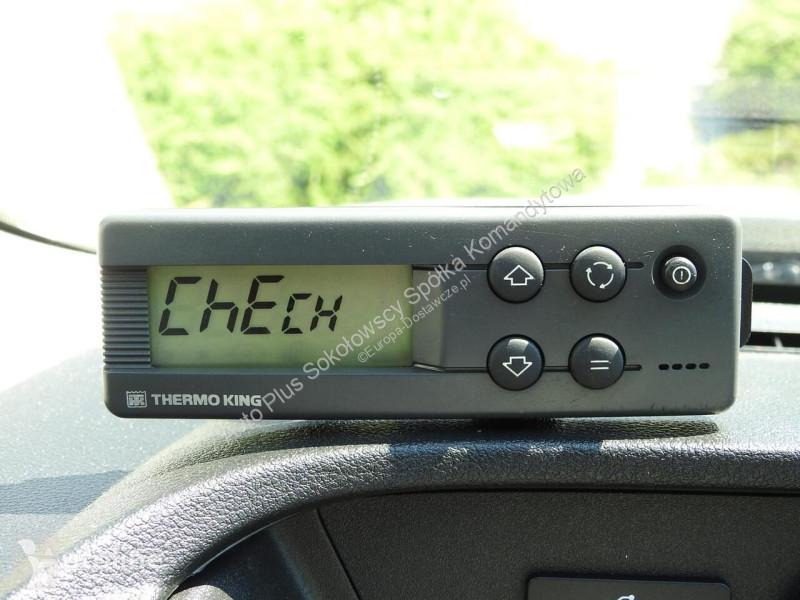 ChECH
THERMO KING
Auto Plus Sokołowscy Spółka Komandytowa
©Europa-Dostawcze.pl